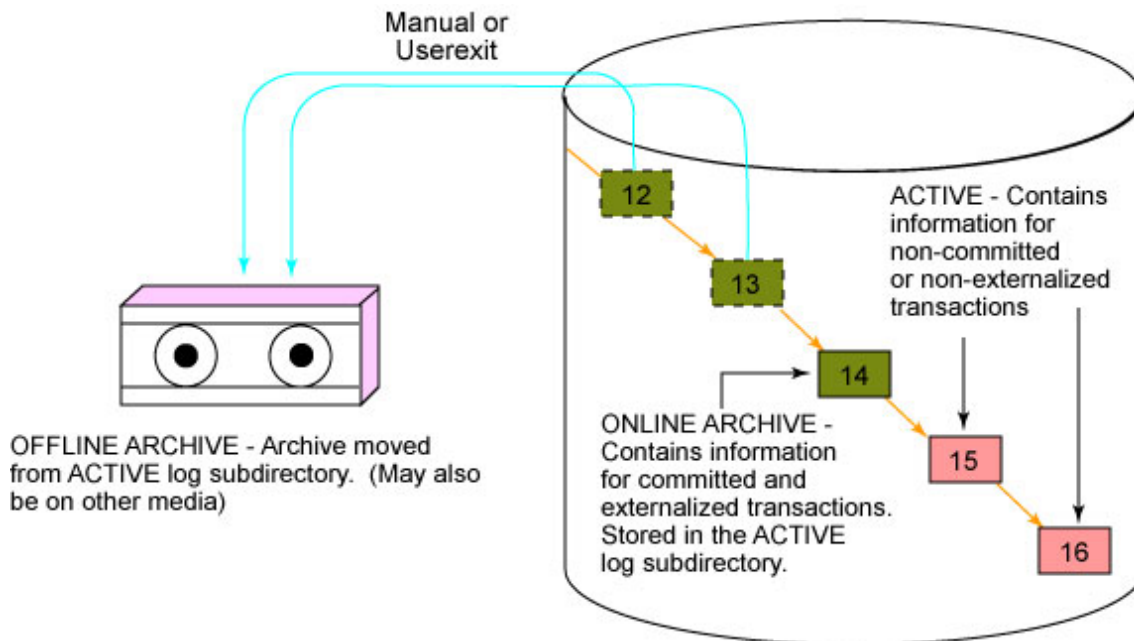 Manual or
Userexit
12
13
14
15
16
ACTIVE - Contains
information for
non-committed
or non-externalized
transactions
ONLINE ARCHIVE -
Contains information
for committed and
externalized transactions.
Stored in the ACTIVE
log subdirectory.
OFFLINE ARCHIVE - Archive moved
from ACTIVE log subdirectory. (May also
be on other media)